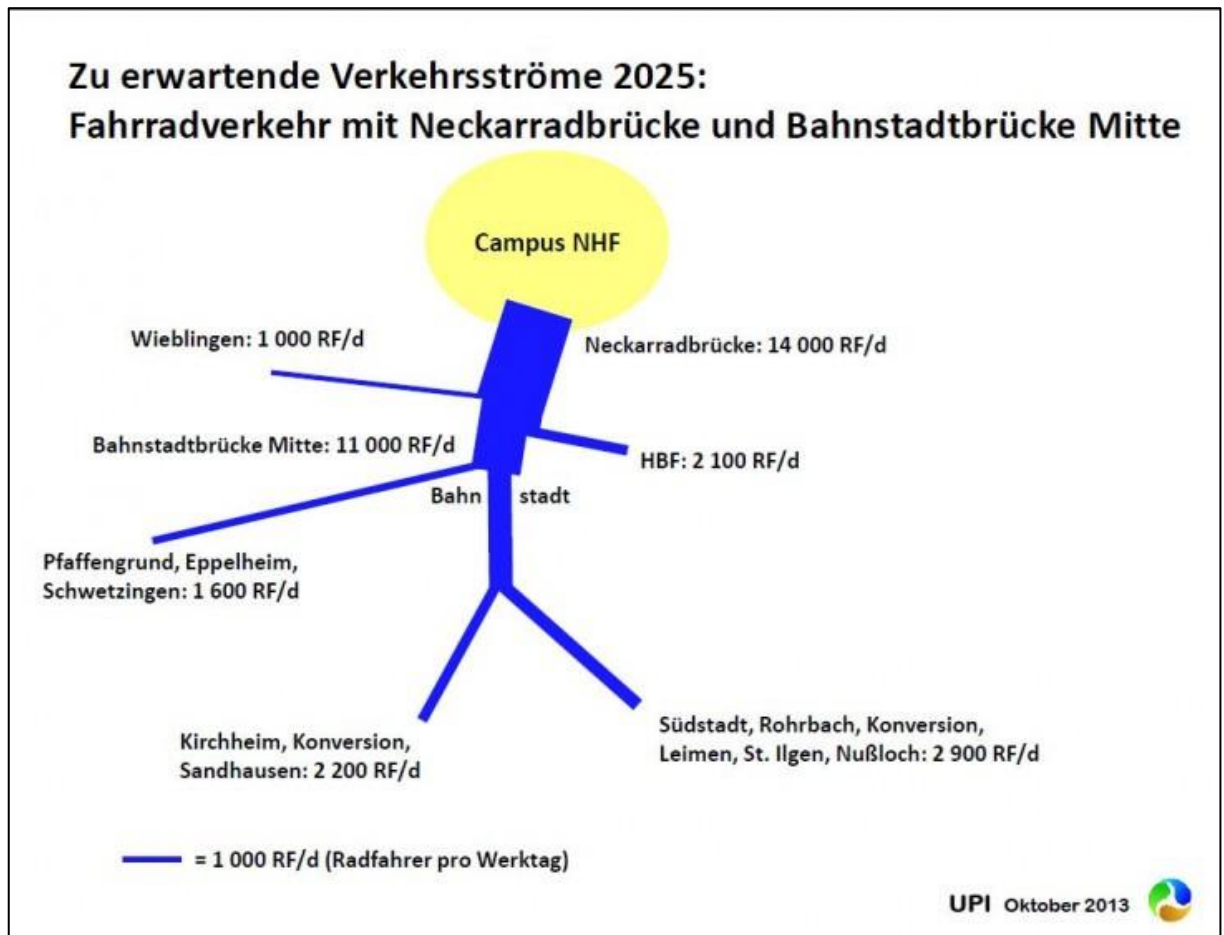 Zu erwartende Verkehrsströme 2025:
Fahrradverkehr mit Neckarradbrücke und Bahnstadtbrücke Mitte
Campus NHF
Wieblingen: 1 000 RF/d
Neckarradbrücke: 14 000 RF/d
Bahnstadtbrücke Mitte: 11 000 RF/d
HBF: 2 100 RF/d
Bahn stadt
Pfaffengrund, Eppelheim,
Schwetzingen: 1 600 RF/d
Kirchheim, Konversion,
Sandhausen: 2 200 RF/d
Südstadt, Rohrbach, Konversion,
Leimen, St. Ilgen, Nußloch: 2 900 RF/d
= 1 000 RF/d (Radfahrer pro Werktag)
UPI Oktober 2013